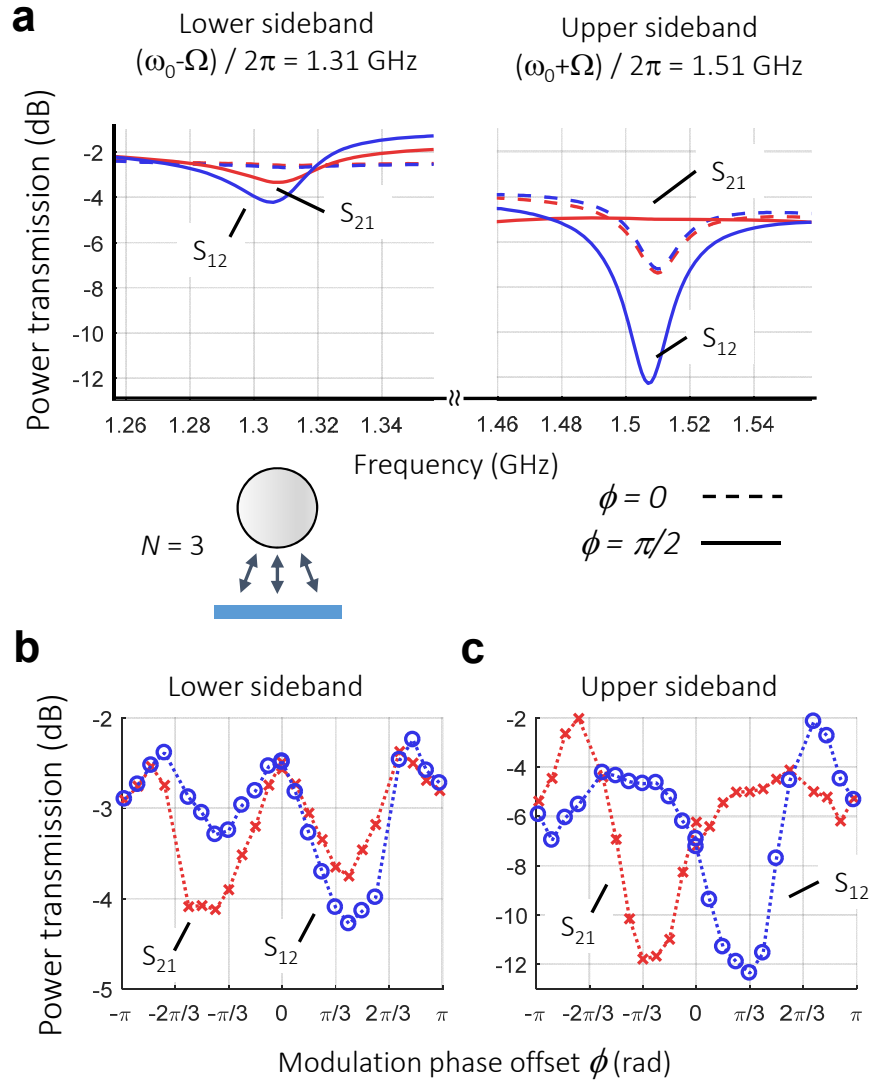 a
Lower sideband
(ω₀-Ω) / 2π = 1.31 GHz
Upper sideband
(ω₀+Ω) / 2π = 1.51 GHz
Power transmission (dB)
-2
-4
-6
-8
-10
-12
S₁₂
S₂₁
S₂₁
S₁₂
1.26 1.28 1.3 1.32 1.34
≈
1.46 1.48 1.5 1.52 1.54
Frequency (GHz)
N = 3
ϕ = 0
ϕ = π/2
b
Lower sideband
Power transmission (dB)
-2
-3
-4
-5
S₂₁
S₁₂
-π -2π/3 -π/3 0 π/3 2π/3 π
c
Upper sideband
-2
-4
-6
-8
-10
-12
S₂₁
S₁₂
-π -2π/3 -π/3 0 π/3 2π/3 π
Modulation phase offset ϕ (rad)